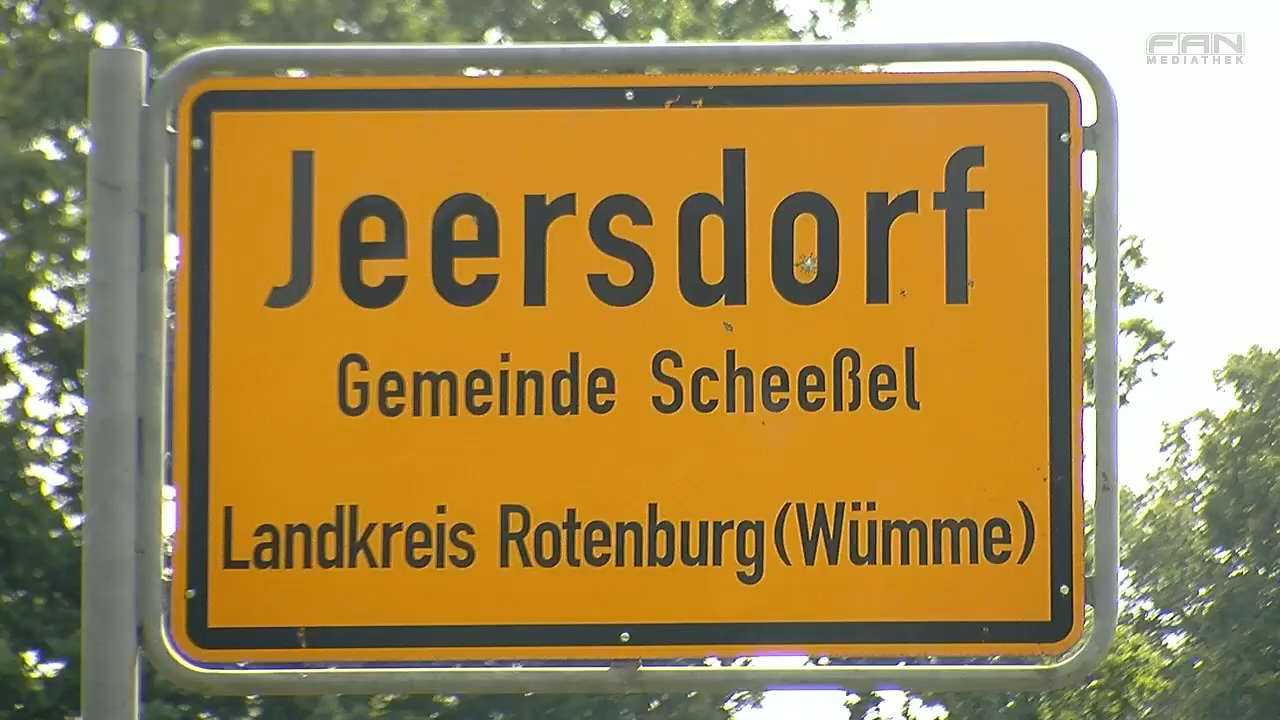 FAN
MEDIATHEK
Jeersdorf
Gemeinde Scheeßel
Landkreis Rotenburg (Wümme)